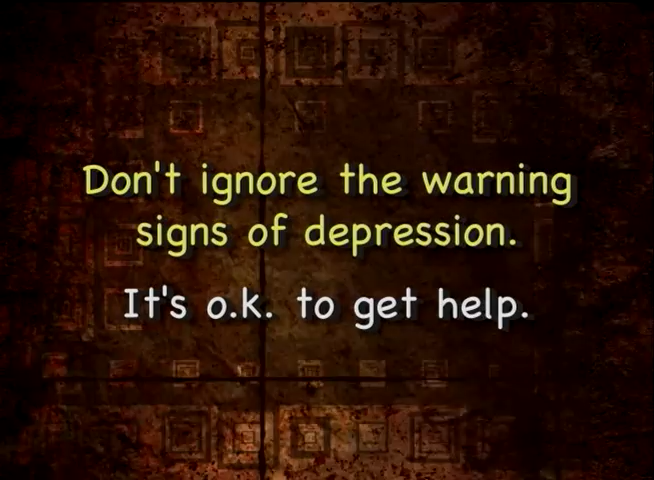 Don't ignore the warning
signs of depression.
It's o.k. to get help.